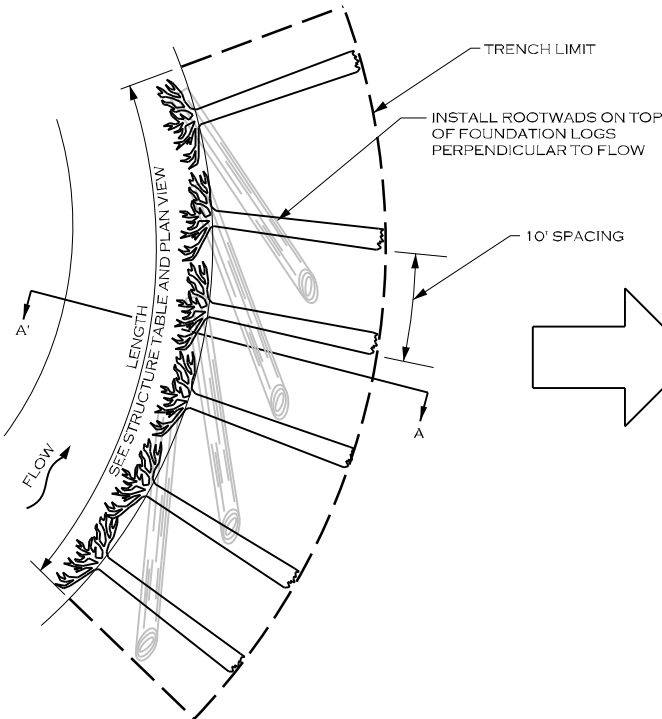 TRENCH LIMIT
INSTALL ROOTWADS ON TOP
OF FOUNDATION LOGS
PERPENDICULAR TO FLOW
10' SPACING
LENGTH
SEE STRUCTURE TABLE AND PLAN VIEW
A'
A
FLOW